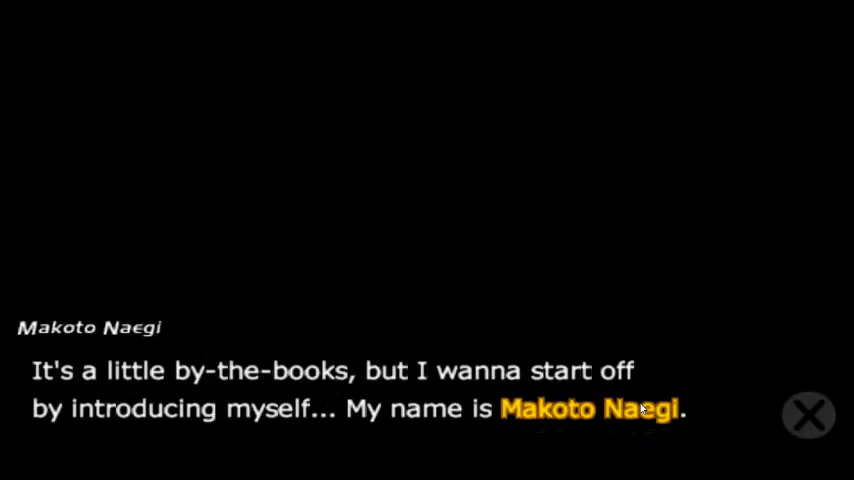 Makoto Naegi
It's a little by-the-books, but I wanna start off
by introducing myself... My name is Makoto Naegi.